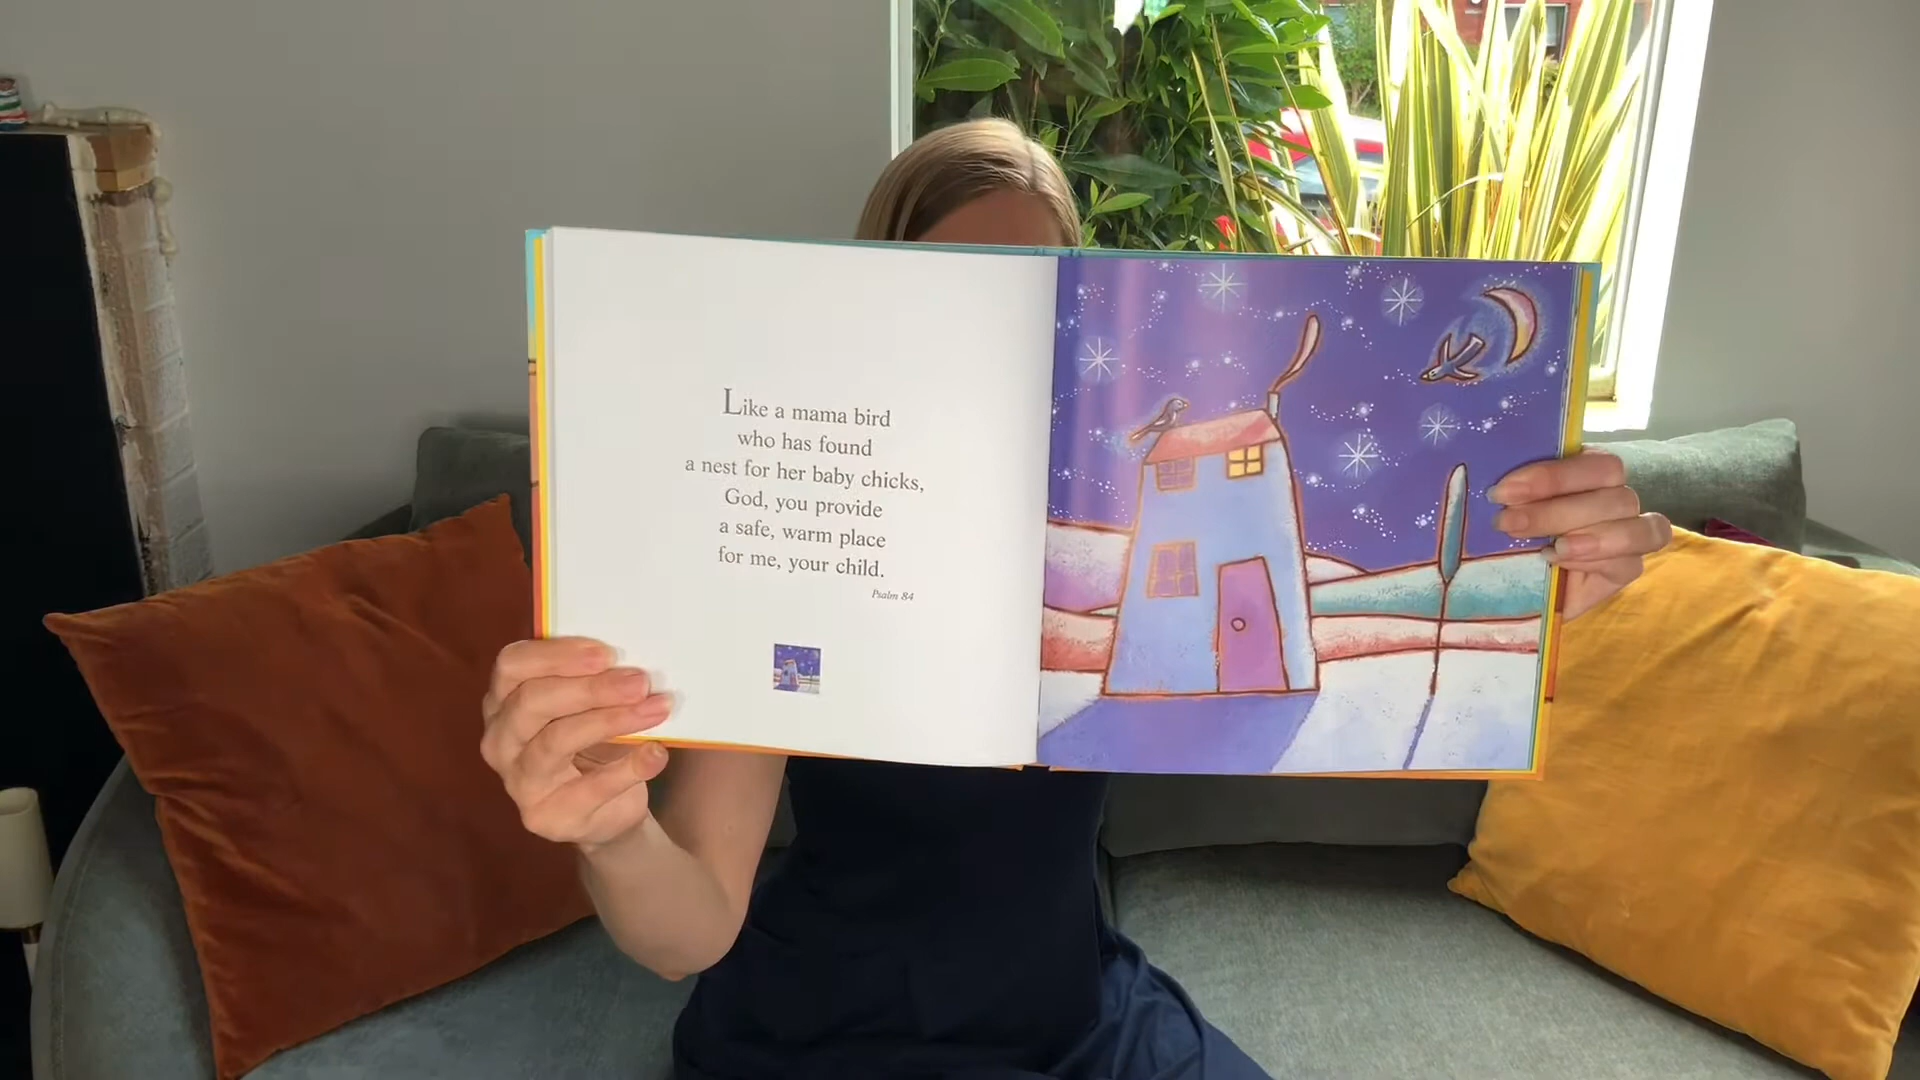 Like a mama bird
who has found
a nest for her baby chicks,
God, you provide
a safe, warm place
for me, your child.
Psalm 84